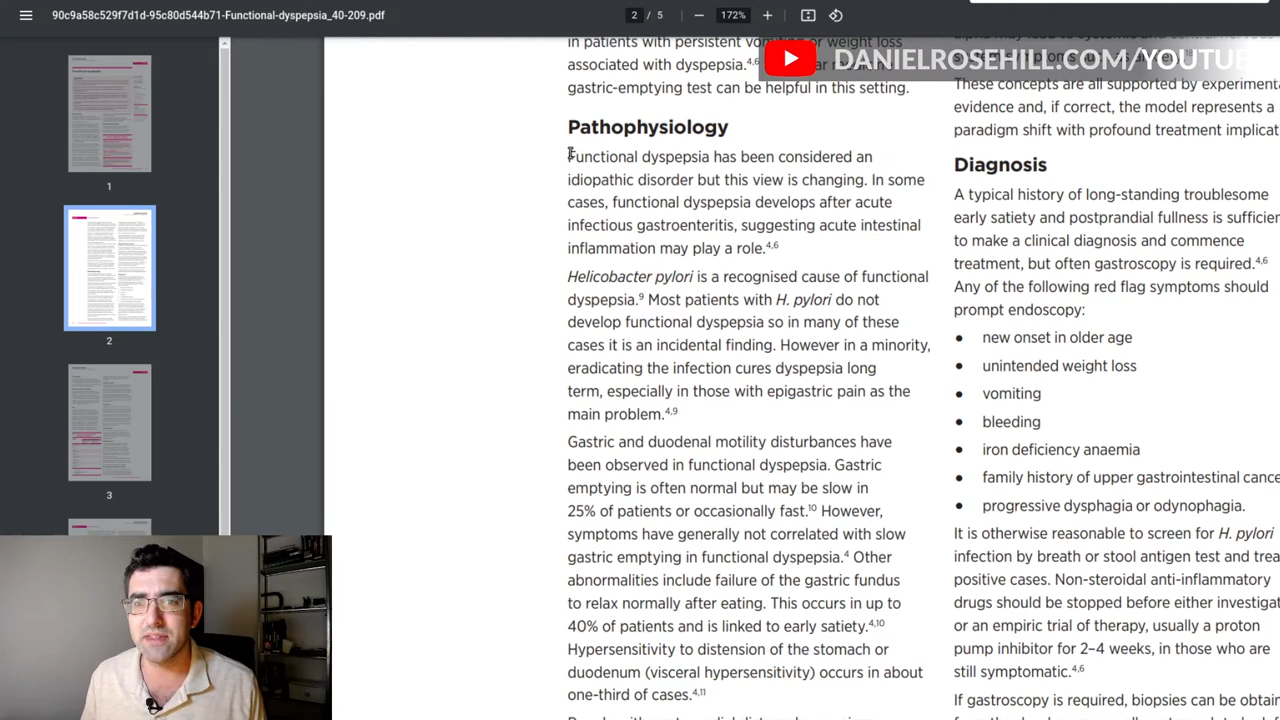 90c9a58c529f7d1d-95c80d544b71-Functional-dyspepsia_40-209.pdf
2 / 5
172%
1
2
3
DANIELROSEHILL.COM/YOUTUBE
in patients with persistent vomiting or weight loss
associated with dyspepsia.4,6
gastric-emptying test can be helpful in this setting.
Pathophysiology
Functional dyspepsia has been considered an
idiopathic disorder but this view is changing. In some
cases, functional dyspepsia develops after acute
infectious gastroenteritis, suggesting acute intestinal
inflammation may play a role.4,6
Helicobacter pylori is a recognised cause of functional
dyspepsia.9 Most patients with H. pylori do not
develop functional dyspepsia so in many of these
cases it is an incidental finding. However in a minority,
eradicating the infection cures dyspepsia long
term, especially in those with epigastric pain as the
main problem.4,9
Gastric and duodenal motility disturbances have
been observed in functional dyspepsia. Gastric
emptying is often normal but may be slow in
25% of patients or occasionally fast.10 However,
symptoms have generally not correlated with slow
gastric emptying in functional dyspepsia.4 Other
abnormalities include failure of the gastric fundus
to relax normally after eating. This occurs in up to
40% of patients and is linked to early satiety.4,10
Hypersensitivity to distension of the stomach or
duodenum (visceral hypersensitivity) occurs in about
one-third of cases.4,11
These concepts are all supported by experimenta
evidence and, if correct, the model represents a
paradigm shift with profound treatment implicat
Diagnosis
A typical history of long-standing troublesome
early satiety and postprandial fullness is sufficien
to make a clinical diagnosis and commence
treatment, but often gastroscopy is required.4,6
Any of the following red flag symptoms should
prompt endoscopy:
• new onset in older age
• unintended weight loss
• vomiting
• bleeding
• iron deficiency anaemia
• family history of upper gastrointestinal cance
• progressive dysphagia or odynophagia.
It is otherwise reasonable to screen for H. pylori
infection by breath or stool antigen test and trea
positive cases. Non-steroidal anti-inflammatory
drugs should be stopped before either investigat
or an empiric trial of therapy, usually a proton
pump inhibitor for 2–4 weeks, in those who are
still symptomatic.4,6
If gastroscopy is required, biopsies can be obtain